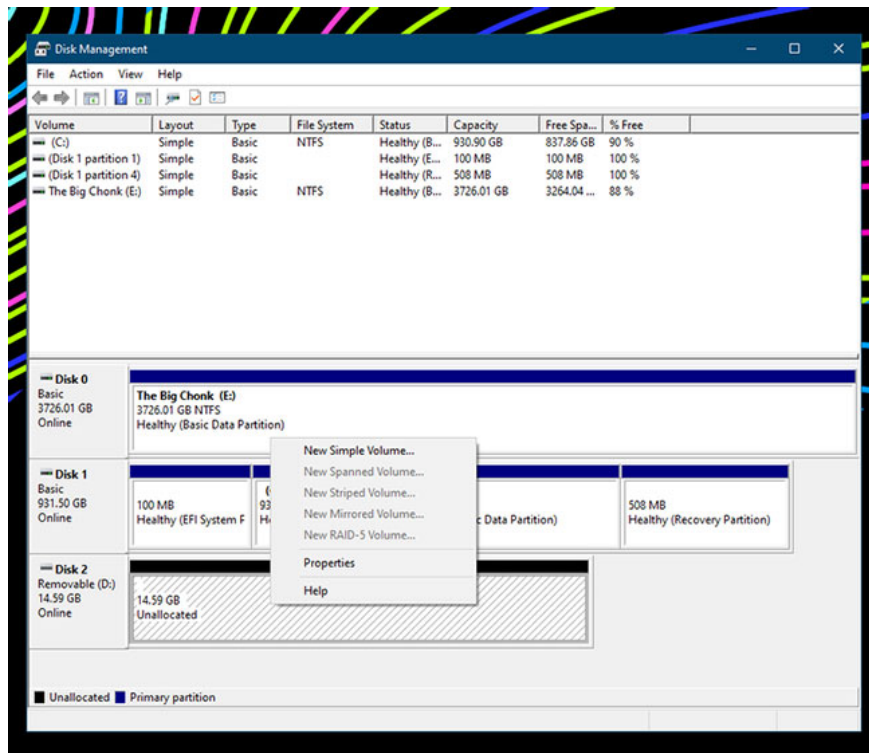 Disk Management
File Action View Help
Volume Layout Type File System Status Capacity Free Spa... % Free
(C:) Simple Basic NTFS Healthy (B... 930.90 GB 837.86 GB 90 %
(Disk 1 partition 1) Simple Basic Healthy (E... 100 MB 100 MB 100 %
(Disk 1 partition 4) Simple Basic Healthy (R... 508 MB 508 MB 100 %
The Big Chonk (E:) Simple Basic NTFS Healthy (B... 3726.01 GB 3264.04 ... 88 %
Disk 0
Basic
3726.01 GB
Online
The Big Chonk (E:)
3726.01 GB NTFS
Healthy (Basic Data Partition)
New Simple Volume...
New Spanned Volume...
New Striped Volume...
New Mirrored Volume...
New RAID-5 Volume...
Properties
Help
Disk 1
Basic
931.50 GB
Online
100 MB
Healthy (EFI System P
Data Partition)
508 MB
Healthy (Recovery Partition)
Disk 2
Removable (D:)
14.59 GB
Online
14.59 GB
Unallocated
Unallocated Primary partition